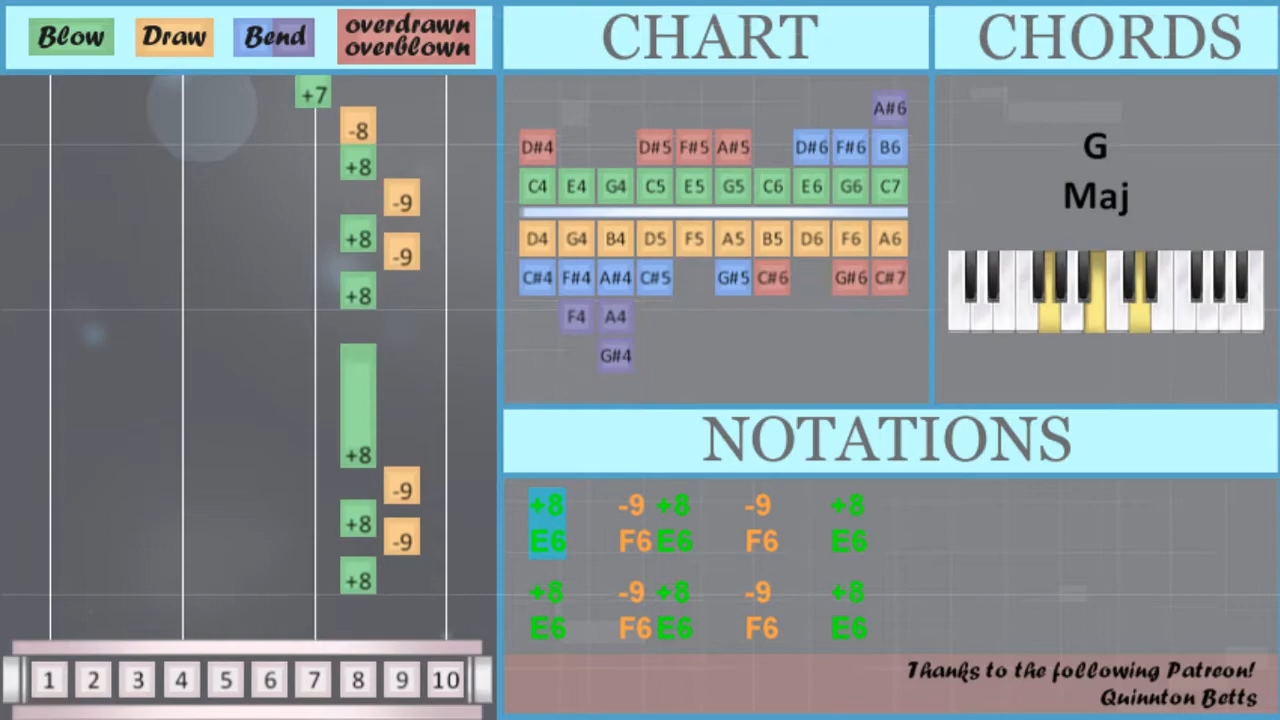 Blow Draw Bend overdrawn
overblown
CHART
CHORDS
+7
-8
+8
-9
+8
-9
+8
+8
-9
+8
-9
+8
1 2 3 4 5 6 7 8 9 10
A#6
D#4 D#5 F#5 A#5 D#6 F#6 B6
C4 E4 G4 C5 E5 G5 C6 E6 G6 C7
D4 G4 B4 D5 F5 A5 B5 D6 F6 A6
C#4 F#4 A#4 C#5 G#5 C#6 G#6 C#7
F4 A4
G#4
G
Maj
NOTATIONS
+8 -9 +8 -9 +8
E6 F6 E6 F6 E6
+8 -9 +8 -9 +8
E6 F6 E6 F6 E6
Thanks to the following Patreon!
Quinnton Betts